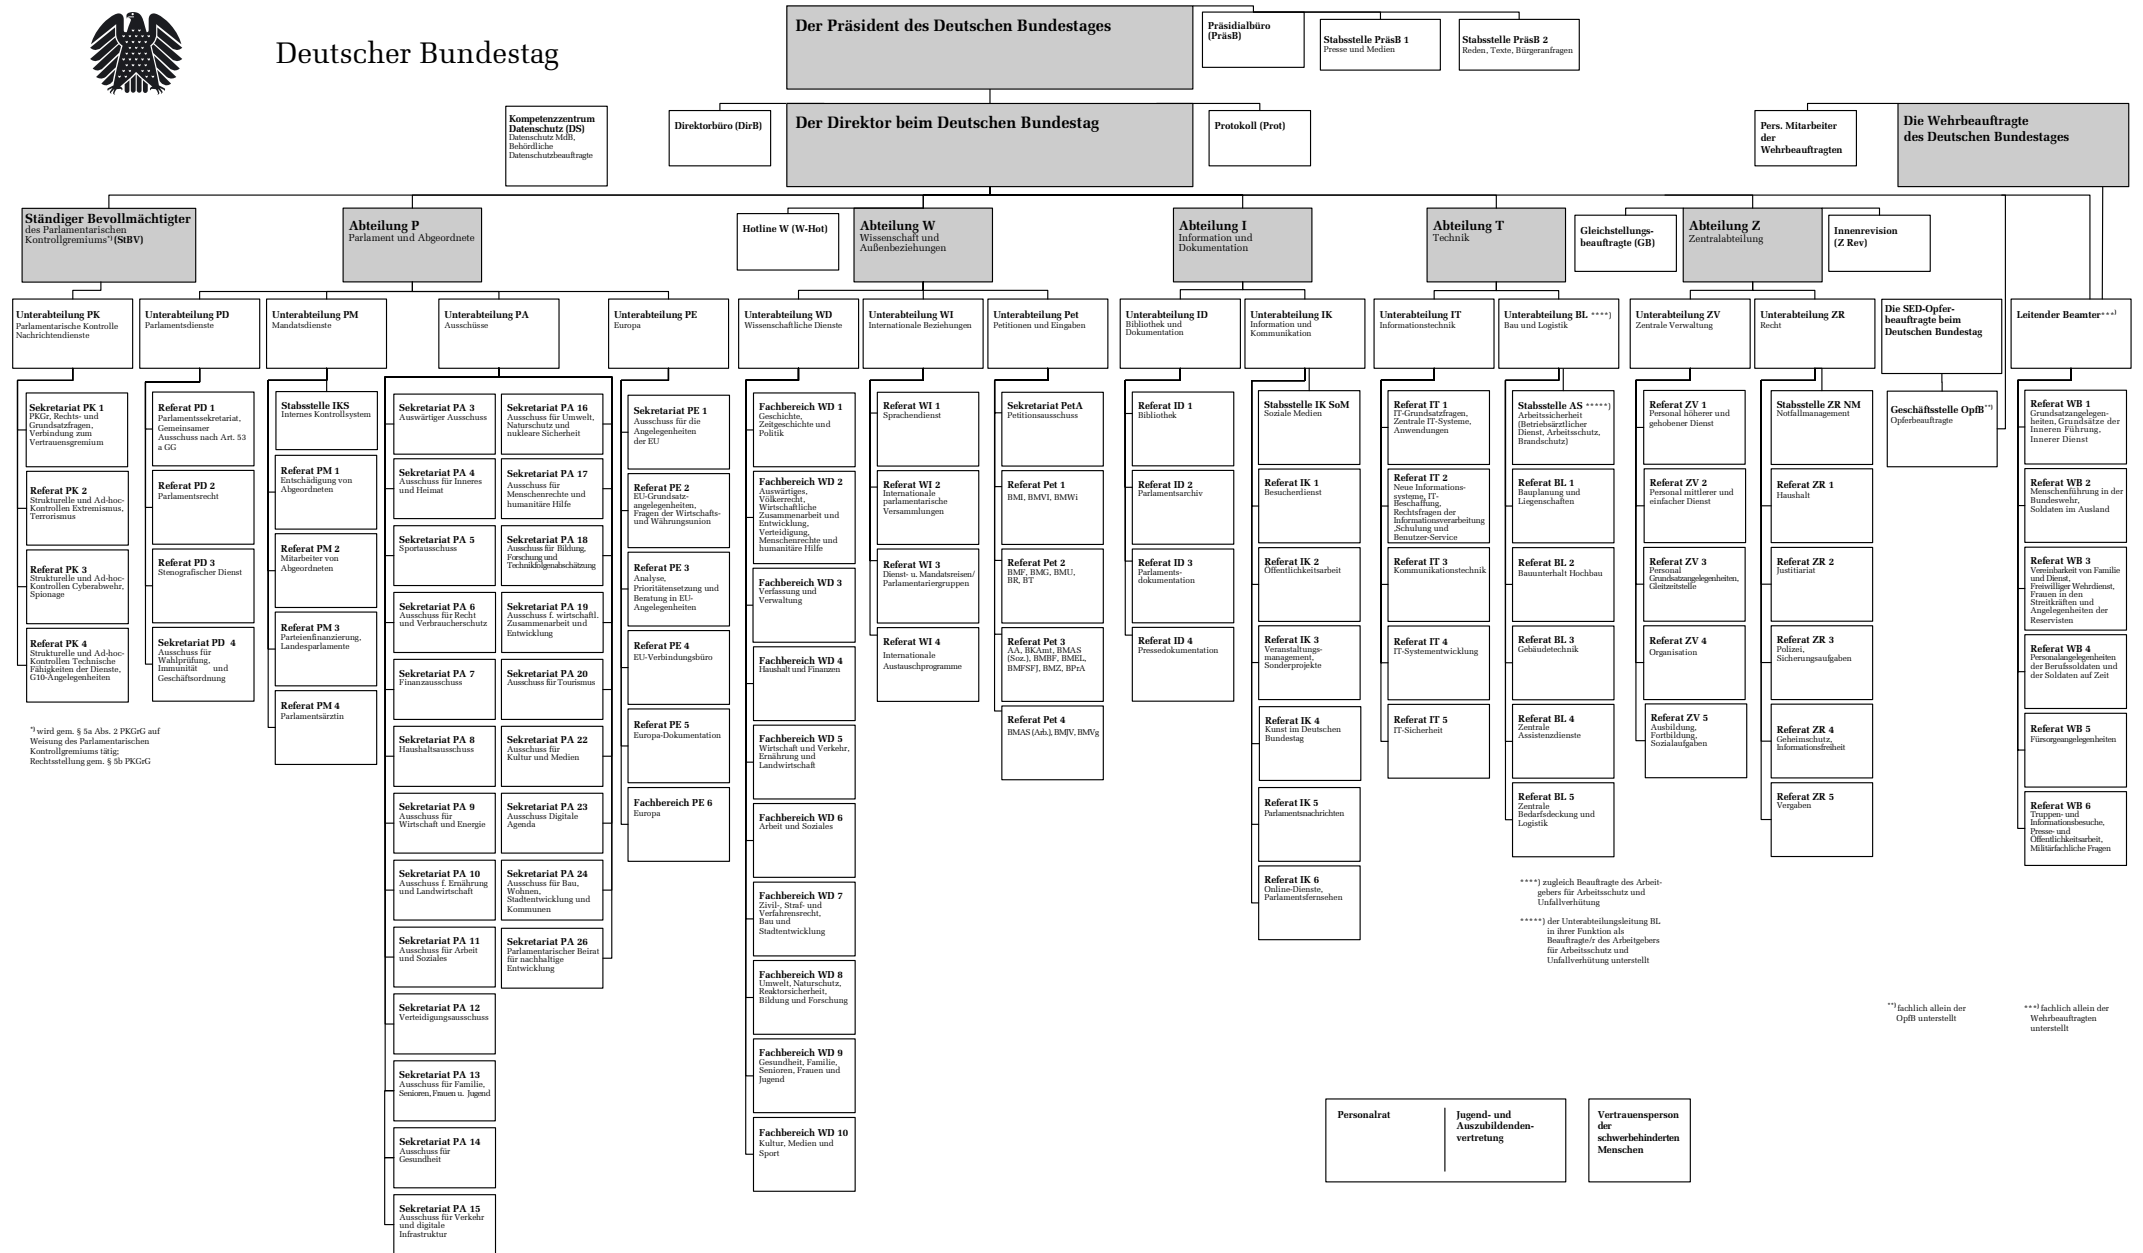 Deutscher Bundestag
Der Präsident des Deutschen Bundestages
Präsidialbüro
(PräsB)
Stabsstelle PräsB 1
Presse und Medien
Stabsstelle PräsB 2
Reden, Texte, Bürgeranfragen
Kompetenzzentrum
Datenschutz (DS)
Datenschutz MdB,
Behördliche
Datenschutzbeauftragte
Direktorbüro (DirB)
Der Direktor beim Deutschen Bundestag
Protokoll (Prot)
Pers. Mitarbeiter
der
Wehrbeauftragten
Die Wehrbeauftragte
des Deutschen Bundestages
Ständiger Bevollmächtigter
des Parlamentarischen
Kontrollgremiums*) (StBV)
Abteilung P
Parlament und Abgeordnete
Hotline W (W-Hot)
Abteilung W
Wissenschaft und
Außenbeziehungen
Abteilung I
Information und
Dokumentation
Abteilung T
Technik
Gleichstellungs-
beauftragte (GB)
Abteilung Z
Zentralabteilung
Innenrevision
(Z Rev)
Unterabteilung PK
Parlamentarische Kontrolle
Nachrichtendienste
Unterabteilung PD
Parlamentsdienste
Unterabteilung PM
Mandatsdienste
Unterabteilung PA
Ausschüsse
Unterabteilung PE
Europa
Unterabteilung WD
Wissenschaftliche Dienste
Unterabteilung WI
Internationale Beziehungen
Unterabteilung Pet
Petitionen und Eingaben
Unterabteilung ID
Bibliothek und
Dokumentation
Unterabteilung IK
Information und
Kommunikation
Unterabteilung IT
Informationstechnik
Unterabteilung BL ****)
Bau und Logistik
Unterabteilung ZV
Zentrale Verwaltung
Unterabteilung ZR
Recht
Die SED-Opfer-
beauftragte beim
Deutschen Bundestag
Leitender Beamter***)
Sekretariat PK 1
PKGr, Rechts- und
Grundsatzfragen,
Verbindung zum
Vertrauensgremium
Referat PK 2
Strukturelle und Ad-hoc-
Kontrollen Extremismus,
Terrorismus
Referat PK 3
Strukturelle und Ad-hoc-
Kontrollen Cyberabwehr,
Spionage
Referat PK 4
Strukturelle und Ad-hoc-
Kontrollen Technische
Fähigkeiten der Dienste,
G10-Angelegenheiten
*) wird gem. § 5a Abs. 2 PKGrG auf
Weisung des Parlamentarischen
Kontrollgremiums tätig;
Rechtsstellung gem. § 5b PKGrG
Referat PD 1
Parlamentssekretariat,
Gemeinsamer
Ausschuss nach Art. 53
a GG
Referat PD 2
Parlamentsrecht
Referat PD 3
Stenografischer Dienst
Sekretariat PD 4
Ausschuss für
Wahlprüfung,
Immunität und
Geschäftsordnung
Stabsstelle IKS
Internes Kontrollsystem
Referat PM 1
Entschädigung von
Abgeordneten
Referat PM 2
Mitarbeiter von
Abgeordneten
Referat PM 3
Parteienfinanzierung,
Landesparlamente
Referat PM 4
Parlamentsärztin
Sekretariat PA 3
Auswärtiger Ausschuss
Sekretariat PA 4
Ausschuss für Inneres
und Heimat
Sekretariat PA 5
Sportausschuss
Sekretariat PA 6
Ausschuss für Recht
und Verbraucherschutz
Sekretariat PA 7
Finanzausschuss
Sekretariat PA 8
Haushaltsausschuss
Sekretariat PA 9
Ausschuss für
Wirtschaft und Energie
Sekretariat PA 10
Ausschuss f. Ernährung
und Landwirtschaft
Sekretariat PA 11
Ausschuss für Arbeit
und Soziales
Sekretariat PA 12
Verteidigungsausschuss
Sekretariat PA 13
Ausschuss für Familie,
Senioren, Frauen u. Jugend
Sekretariat PA 14
Ausschuss für
Gesundheit
Sekretariat PA 15
Ausschuss für Verkehr
und digitale
Infrastruktur
Sekretariat PA 16
Ausschuss für Umwelt,
Naturschutz und
nukleare Sicherheit
Sekretariat PA 17
Ausschuss für
Menschenrechte und
humanitäre Hilfe
Sekretariat PA 18
Ausschuss für Bildung,
Forschung und
Technikfolgenabschätzung
Sekretariat PA 19
Ausschuss f. wirtschaftl.
Zusammenarbeit und
Entwicklung
Sekretariat PA 20
Ausschuss für Tourismus
Sekretariat PA 22
Ausschuss für
Kultur und Medien
Sekretariat PA 23
Ausschuss Digitale
Agenda
Sekretariat PA 24
Ausschuss für Bau,
Wohnen,
Stadtentwicklung und
Kommunen
Sekretariat PA 26
Parlamentarischer Beirat
für nachhaltige
Entwicklung
Sekretariat PE 1
Ausschuss für die
Angelegenheiten
der EU
Referat PE 2
EU-Grundsatz-
angelegenheiten,
Fragen der Wirtschafts-
und Währungsunion
Referat PE 3
Analyse,
Prioritätensetzung und
Beratung in EU-
Angelegenheiten
Referat PE 4
EU-Verbindungsbüro
Referat PE 5
Europa-Dokumentation
Fachbereich PE 6
Europa
Fachbereich WD 1
Geschichte,
Zeitgeschichte und
Politik
Fachbereich WD 2
Auswärtiges,
Völkerrecht,
Wirtschaftliche
Zusammenarbeit und
Entwicklung,
Verteidigung,
Menschenrechte und
humanitäre Hilfe
Fachbereich WD 3
Verfassung und
Verwaltung
Fachbereich WD 4
Haushalt und Finanzen
Fachbereich WD 5
Wirtschaft und Verkehr,
Ernährung und
Landwirtschaft
Fachbereich WD 6
Arbeit und Soziales
Fachbereich WD 7
Zivil-, Straf- und
Verfahrensrecht,
Bau und
Stadtentwicklung
Fachbereich WD 8
Umwelt, Naturschutz,
Reaktorsicherheit,
Bildung und Forschung
Fachbereich WD 9
Gesundheit, Familie,
Senioren, Frauen und
Jugend
Fachbereich WD 10
Kultur, Medien und
Sport
Referat WI 1
Sprachendienst
Referat WI 2
Internationale
parlamentarische
Versammlungen
Referat WI 3
Dienst- u. Mandatsreisen/
Parlamentariergruppen
Referat WI 4
Internationale
Austauschprogramme
Sekretariat PetA
Petitionsausschuss
Referat Pet 1
BMI, BMVI, BMWi
Referat Pet 2
BMF, BMG, BMU,
BR, BT
Referat Pet 3
AA, BKAmt, BMAS
(Soz.), BMBF, BMEL,
BMFSFJ, BMZ, BPrA
Referat Pet 4
BMAS (Arb.), BMJV, BMVg
Referat ID 1
Bibliothek
Referat ID 2
Parlamentsarchiv
Referat ID 3
Parlaments-
dokumentation
Referat ID 4
Pressedokumentation
Stabsstelle IK SoM
Soziale Medien
Referat IK 1
Besucherdienst
Referat IK 2
Öffentlichkeitsarbeit
Referat IK 3
Veranstaltungs-
management,
Sonderprojekte
Referat IK 4
Kunst im Deutschen
Bundestag
Referat IK 5
Parlamentsnachrichten
Referat IK 6
Online-Dienste,
Parlamentsfernsehen
Referat IT 1
IT-Grundsatzfragen,
Zentrale IT-Systeme,
Anwendungen
Referat IT 2
Neue Informations-
systeme, IT-
Beschaffung,
Rechtsfragen der
Informationsverarbeitung
,Schulung und
Benutzer-Service
Referat IT 3
Kommunikationstechnik
Referat IT 4
IT-Systementwicklung
Referat IT 5
IT-Sicherheit
Stabsstelle AS *****)
Arbeitssicherheit
(Betriebsärztlicher
Dienst, Arbeitsschutz,
Brandschutz)
Referat BL 1
Bauplanung und
Liegenschaften
Referat BL 2
Bauunterhalt Hochbau
Referat BL 3
Gebäudetechnik
Referat BL 4
Zentrale
Assistenzdienste
Referat BL 5
Zentrale
Bedarfsdeckung und
Logistik
****) zugleich Beauftragte des Arbeit-
gebers für Arbeitsschutz und
Unfallverhütung
*****) der Unterabteilungsleitung BL
in ihrer Funktion als
Beauftragte/r des Arbeitgebers
für Arbeitsschutz und
Unfallverhütung unterstellt
Referat ZV 1
Personal höherer und
gehobener Dienst
Referat ZV 2
Personal mittlerer und
einfacher Dienst
Referat ZV 3
Personal
Grundsatzangelegenheiten,
Gleitzeitstelle
Referat ZV 4
Organisation
Referat ZV 5
Ausbildung,
Fortbildung,
Sozialaufgaben
Stabsstelle ZR NM
Notfallmanagement
Referat ZR 1
Haushalt
Referat ZR 2
Justitiariat
Referat ZR 3
Polizei,
Sicherungsaufgaben
Referat ZR 4
Geheimschutz,
Informationsfreiheit
Referat ZR 5
Vergaben
Geschäftsstelle OpfB**)
Opferbeauftragte
Referat WB 1
Grundsatzangelegen-
heiten, Grundsätze der
Inneren Führung,
Innerer Dienst
Referat WB 2
Menschenführung in der
Bundeswehr,
Soldaten im Ausland
Referat WB 3
Vereinbarkeit von Familie
und Dienst,
Freiwilliger Wehrdienst,
Frauen in den
Streitkräften und
Angelegenheiten der
Reservisten
Referat WB 4
Personalangelegenheiten
der Berufssoldaten und
der Soldaten auf Zeit
Referat WB 5
Fürsorgeangelegenheiten
Referat WB 6
Truppen- und
Informationsbesuche,
Presse- und
Öffentlichkeitsarbeit,
Militärfachliche Fragen
**) fachlich allein der
OpfB unterstellt
***) fachlich allein der
Wehrbeauftragten
unterstellt
Personalrat
Jugend- und
Auszubildenden-
vertretung
Vertrauensperson
der
schwerbehinderten
Menschen